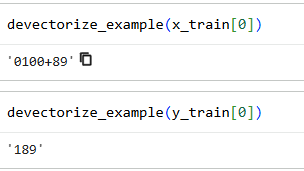 devectorize_example(x_train[0])
'0100+89'
devectorize_example(y_train[0])
'189'